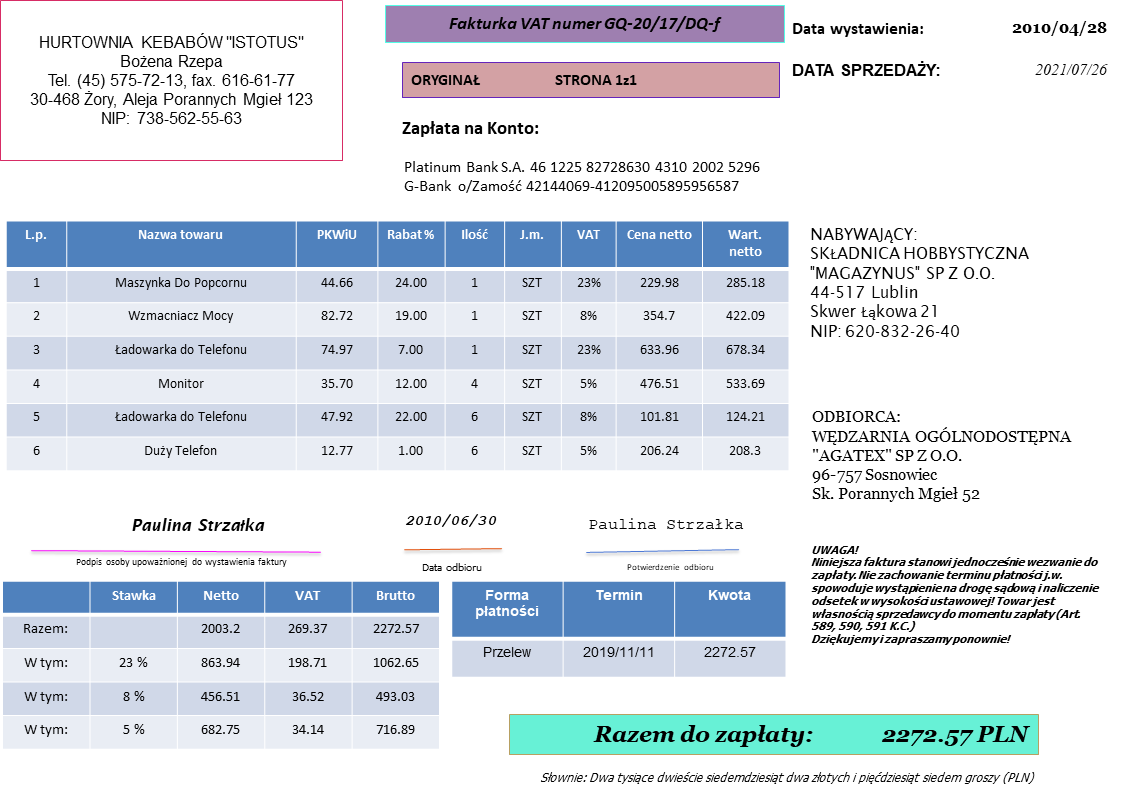 HURTOWNIA KEBABÓW "ISTOTUS"
Bożena Rzepa
Tel. (45) 575-72-13, fax. 616-61-77
30-468 Żory, Aleja Porannych Mgieł 123
NIP: 738-562-55-63
Fakturka VAT numer GQ-20/17/DQ-f
ORYGINAŁ STRONA 1z1
Data wystawienia: 2010/04/28
DATA SPRZEDAŻY: 2021/07/26
Zapłata na Konto:
Platinum Bank S.A. 46 1225 82728630 4310 2002 5296
G-Bank o/Zamość 42144069-412095005895956587
L.p. Nazwa towaru PKWiU Rabat % Ilość J.m. VAT Cena netto Wart. netto
1 Maszynka Do Popcornu 44.66 24.00 1 SZT 23% 229.98 285.18
2 Wzmacniacz Mocy 82.72 19.00 1 SZT 8% 354.7 422.09
3 Ładowarka do Telefonu 74.97 7.00 1 SZT 23% 633.96 678.34
4 Monitor 35.70 12.00 4 SZT 5% 476.51 533.69
5 Ładowarka do Telefonu 47.92 22.00 6 SZT 8% 101.81 124.21
6 Duży Telefon 12.77 1.00 6 SZT 5% 206.24 208.3
NABYWAJĄCY:
SKŁADNICA HOBBYSTYCZNA
"MAGAZYNUS" SP Z O.O.
44-517 Lublin
Skwer Łąkowa 21
NIP: 620-832-26-40
ODBIORCA:
WĘDZARNIA OGÓLNODOSTĘPNA
"AGATEX" SP Z O.O.
96-757 Sosnowiec
Sk. Porannych Mgieł 52
Paulina Strzałka
Podpis osoby upoważnionej do wystawienia faktury
2010/06/30
Data odbioru
Paulina Strzałka
Potwierdzenie odbioru
UWAGA!
Niniejsza faktura stanowi jednocześnie wezwanie do
zapłaty. Nie zachowanie terminu płatności j.w.
spowoduje wystąpienie na drogę sądową i naliczenie
odsetek w wysokości ustawowej! Towar jest
własnością sprzedawcy do momentu zapłaty (Art.
589, 590, 591 K.C.)
Dziękujemy i zapraszamy ponownie!
Stawka Netto VAT Brutto
Razem: 2003.2 269.37 2272.57
W tym: 23 % 863.94 198.71 1062.65
W tym: 8 % 456.51 36.52 493.03
W tym: 5 % 682.75 34.14 716.89
Forma płatności Termin Kwota
Przelew 2019/11/11 2272.57
Razem do zapłaty: 2272.57 PLN
Słownie: Dwa tysiące dwieście siedemdziesiąt dwa złotych i pięćdziesiąt siedem groszy (PLN)